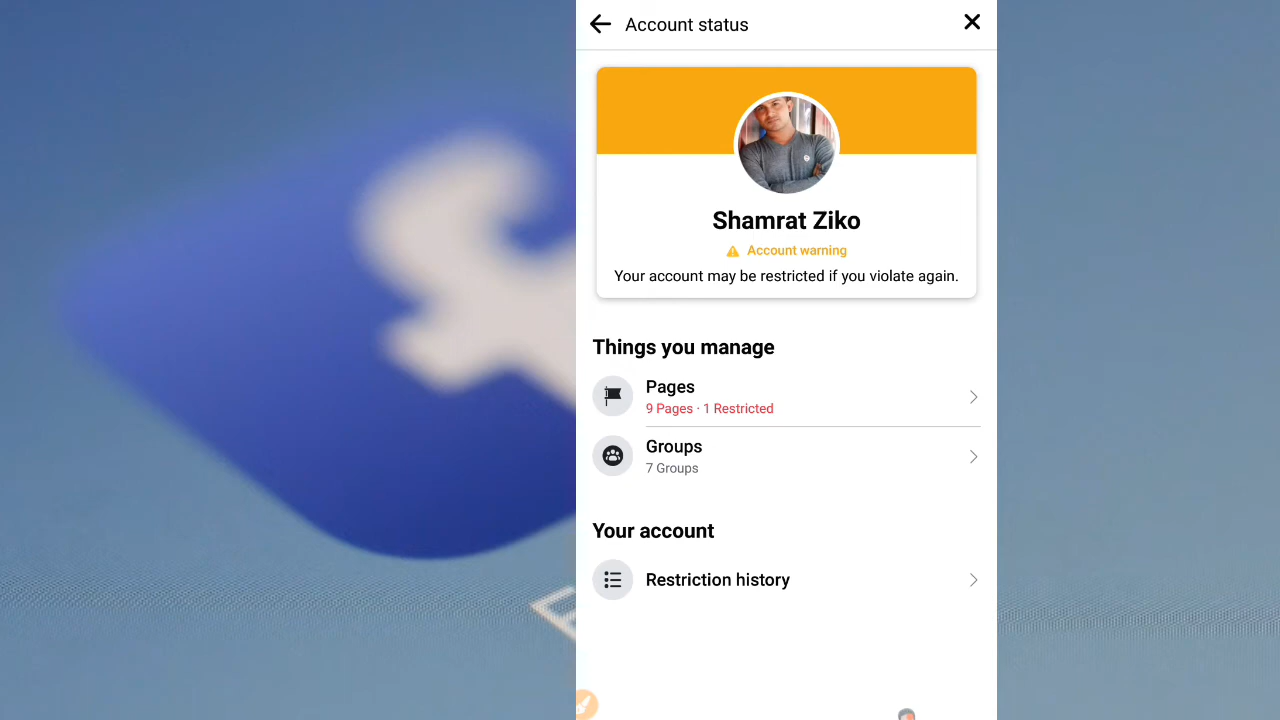 Account status
Shamrat Ziko
Account warning
Your account may be restricted if you violate again.
Things you manage
Pages
9 Pages · 1 Restricted
Groups
7 Groups
Your account
Restriction history